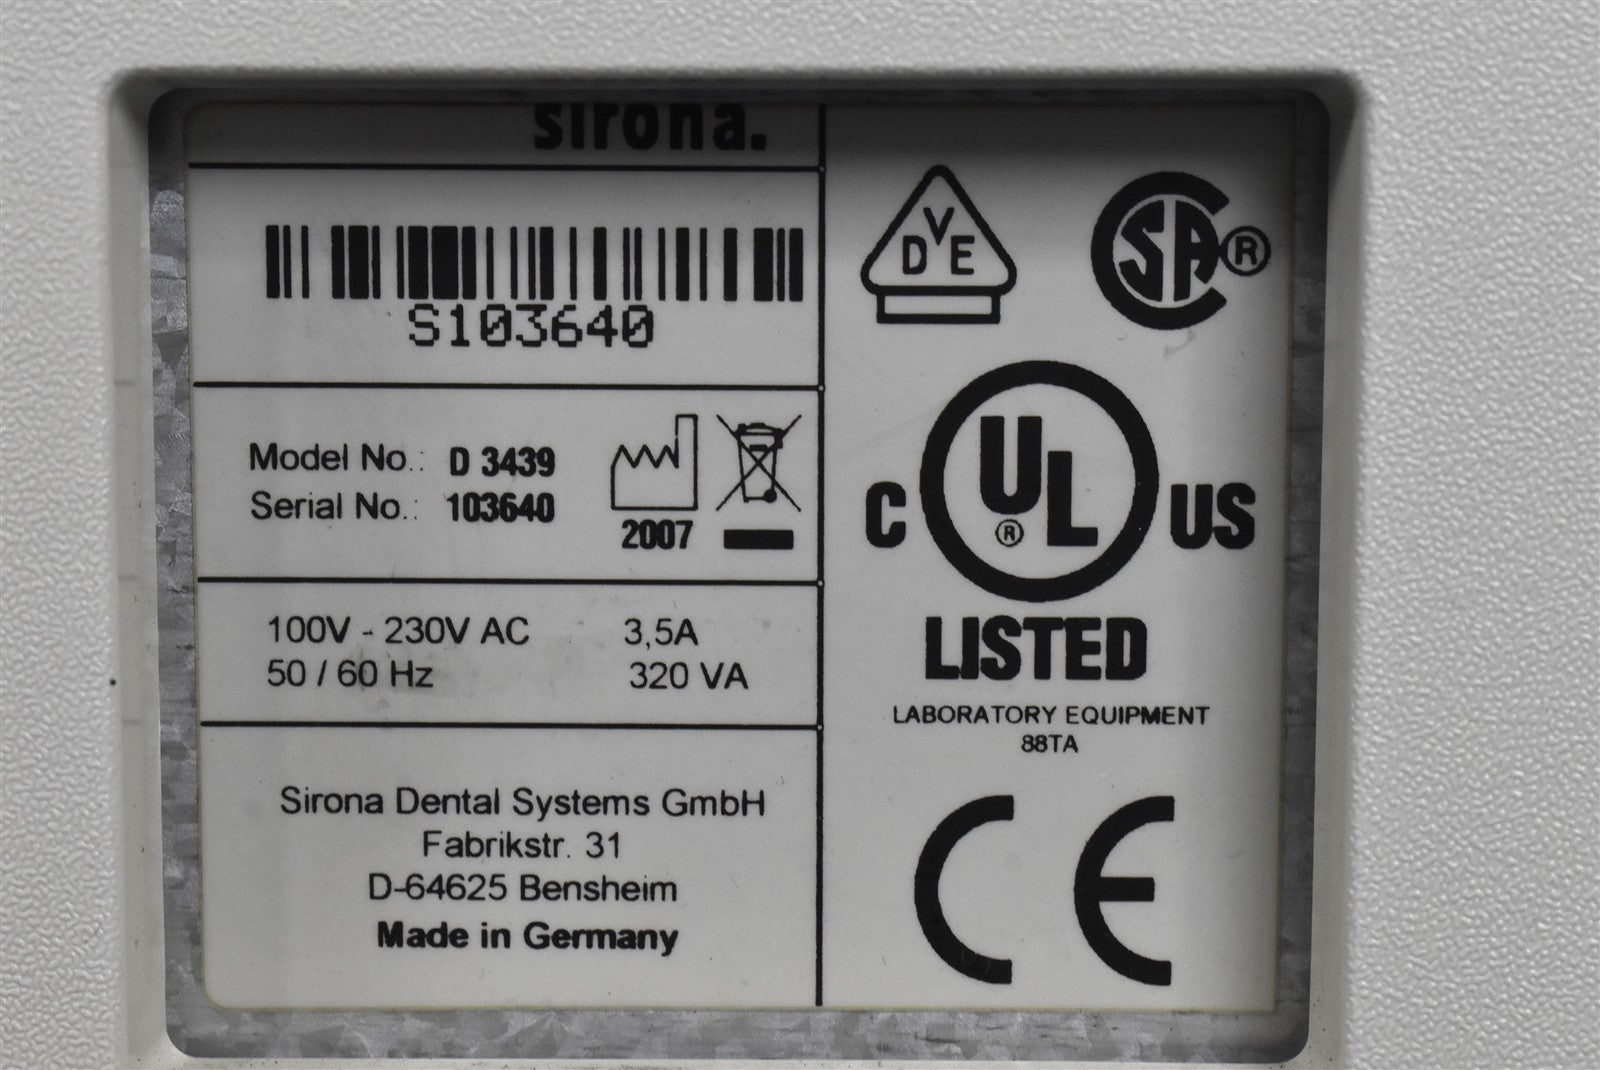 sirona.
S103640
Model No.: D 3439
Serial No.: 103640
2007
100V - 230V AC 3,5A
50 / 60 Hz 320 VA
Sirona Dental Systems GmbH
Fabrikstr. 31
D-64625 Bensheim
Made in Germany
DVE
SA ®
C UL ® US
LISTED
LABORATORY EQUIPMENT
88TA
CE